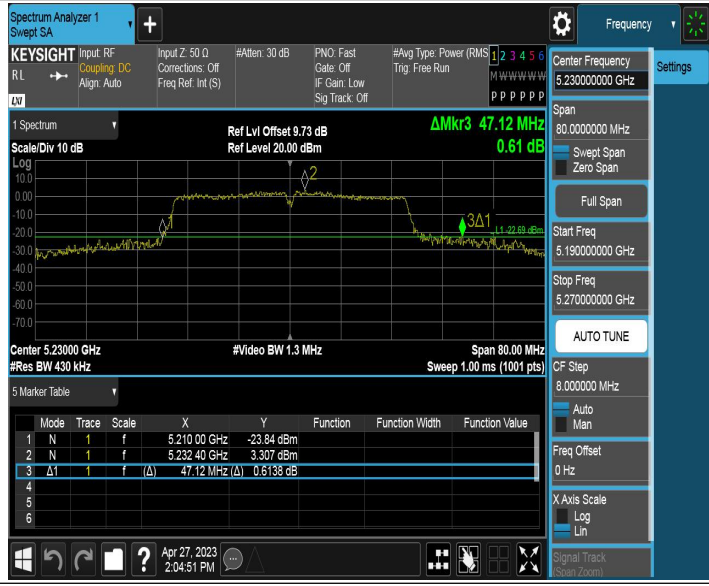 Spectrum Analyzer 1
Swept SA
Frequency
KEYSIGHT
RL
LXI
Input: RF
Coupling: DC
Align: Auto
Input Z: 50 Ω
Corrections: Off
Freq Ref: Int (S)
#Atten: 30 dB
PNO: Fast
Gate: Off
IF Gain: Low
Sig Track: Off
#Avg Type: Power (RMS
Trig: Free Run
1 2 3 4 5 6
M W W W W W
P P P P P P
Center Frequency
5.230000000 GHz
Settings
Span
80.0000000 MHz
Swept Span
Zero Span
Full Span
Start Freq
5.190000000 GHz
Stop Freq
5.270000000 GHz
AUTO TUNE
CF Step
8.000000 MHz
Auto
Man
Freq Offset
0 Hz
X Axis Scale
Log
Lin
Signal Track
(Span Zoom)
1 Spectrum
Scale/Div 10 dB
Ref Lvl Offset 9.73 dB
Ref Level 20.00 dBm
ΔMkr3 47.12 MHz
0.61 dB
Log
10.0
0.00
-10.0
-20.0
-30.0
-40.0
-50.0
-60.0
-70.0
1
2
3Δ1
L1 -22.69 dBm
Center 5.23000 GHz
#Res BW 430 kHz
#Video BW 1.3 MHz
Span 80.00 MHz
Sweep 1.00 ms (1001 pts)
5 Marker Table
Mode Trace Scale X Y Function Function Width Function Value
1 N 1 f 5.210 00 GHz -23.84 dBm
2 N 1 f 5.232 40 GHz 3.307 dBm
3 Δ1 1 f (Δ) 47.12 MHz (Δ) 0.6138 dB
4
5
6
?
Apr 27, 2023
2:04:51 PM